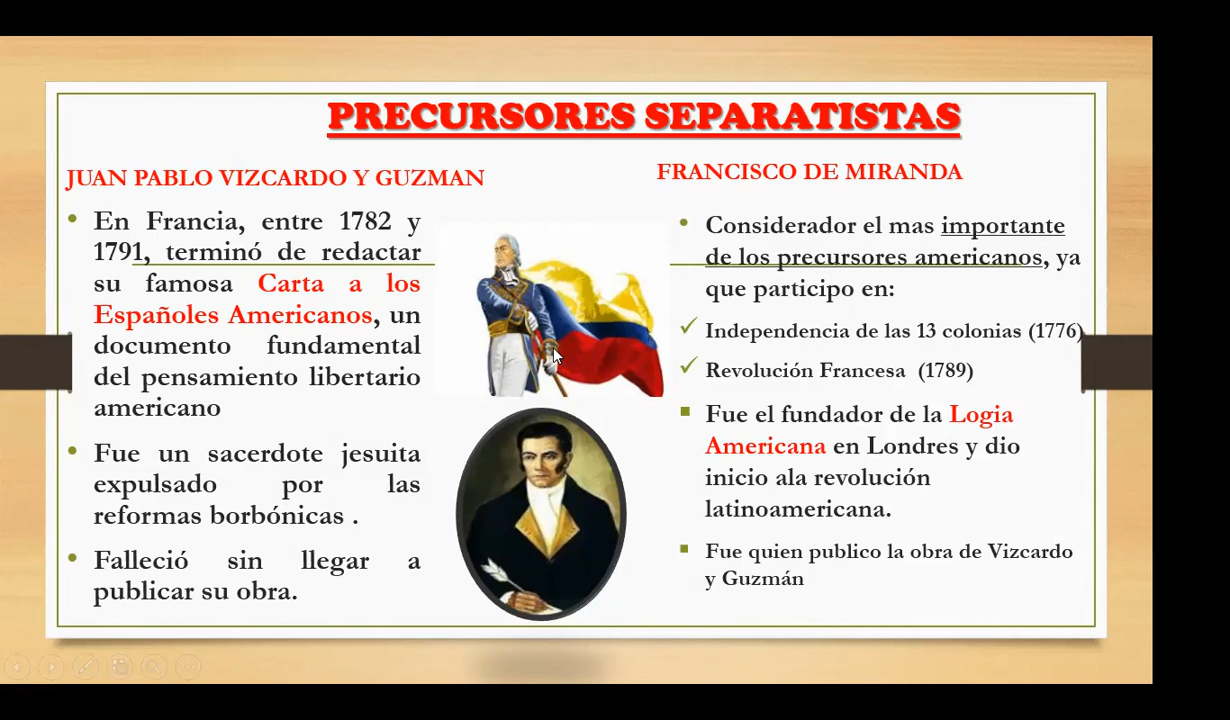 PRECURSORES SEPARATISTAS
JUAN PABLO VIZCARDO Y GUZMAN
• En Francia, entre 1782 y
1791, terminó de redactar
su famosa Carta a los
Españoles Americanos, un
documento fundamental
del pensamiento libertario
americano
• Fue un sacerdote jesuita
expulsado por las
reformas borbónicas .
• Falleció sin llegar a
publicar su obra.
FRANCISCO DE MIRANDA
• Considerador el mas importante
de los precursores americanos, ya
que participo en:
✓ Independencia de las 13 colonias (1776)
✓ Revolución Francesa (1789)
▪ Fue el fundador de la Logia
Americana en Londres y dio
inicio ala revolución
latinoamericana.
▪ Fue quien publico la obra de Vizcardo
y Guzmán